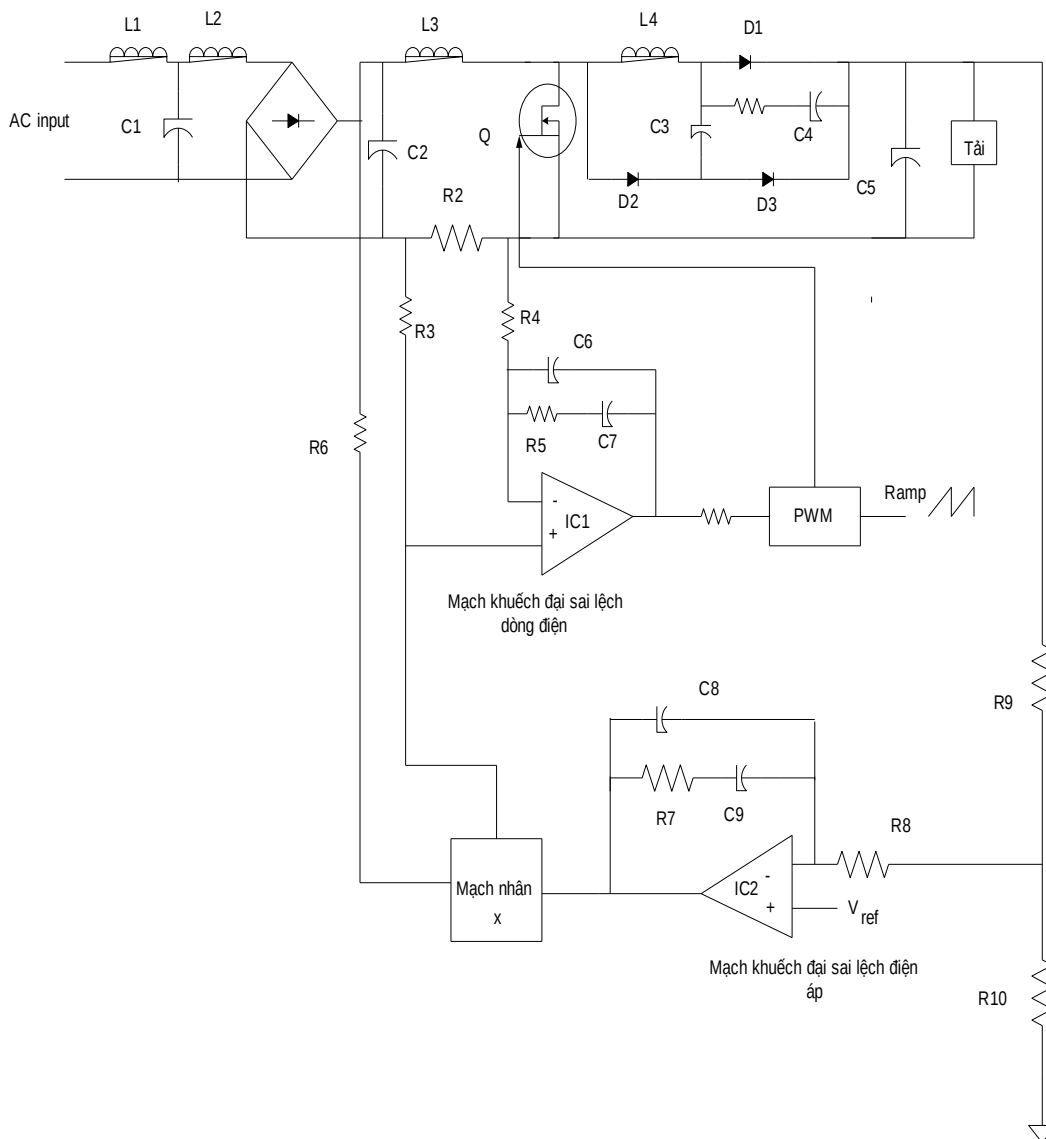 L1
L2
L3
L4
D1
AC input
C1
C2
Q
C3
C4
Tải
D2
D3
C5
R2
R3
R4
C6
R5
C7
R6
-
+
IC1
PWM
Ramp
Mạch khuếch đại sai lệch
dòng điện
R9
C8
R7
C9
R8
Mạch nhân
x
IC2
-
+
V ref
Mạch khuếch đại sai lệch điện
áp
R10